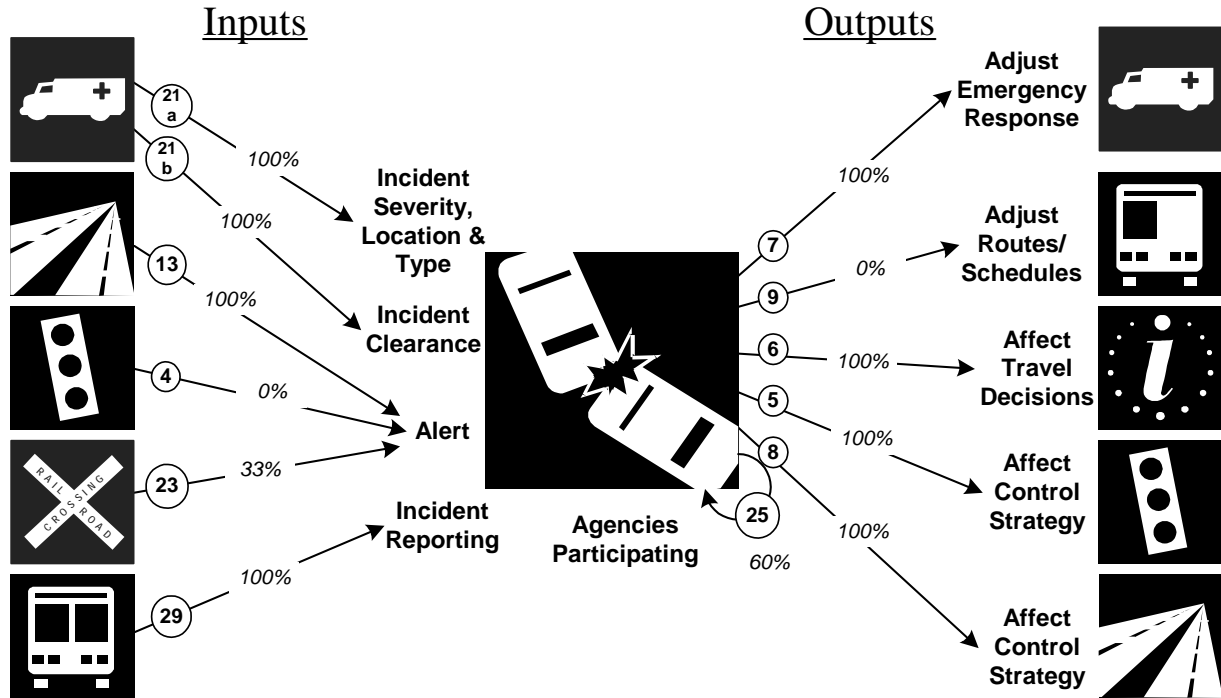 Inputs
Outputs
21
a
21
b
100%
Incident
Severity,
Location &
Type
100%
13
100%
Incident
Clearance
4
0%
Alert
RAIL
CROSSING
ROAD
23
33%
Incident
Reporting
29
100%
Agencies
Participating
25
60%
7
100%
Adjust
Emergency
Response
9
0%
Adjust
Routes/
Schedules
6
100%
Affect
Travel
Decisions
i
5
100%
Affect
Control
Strategy
8
100%
Affect
Control
Strategy